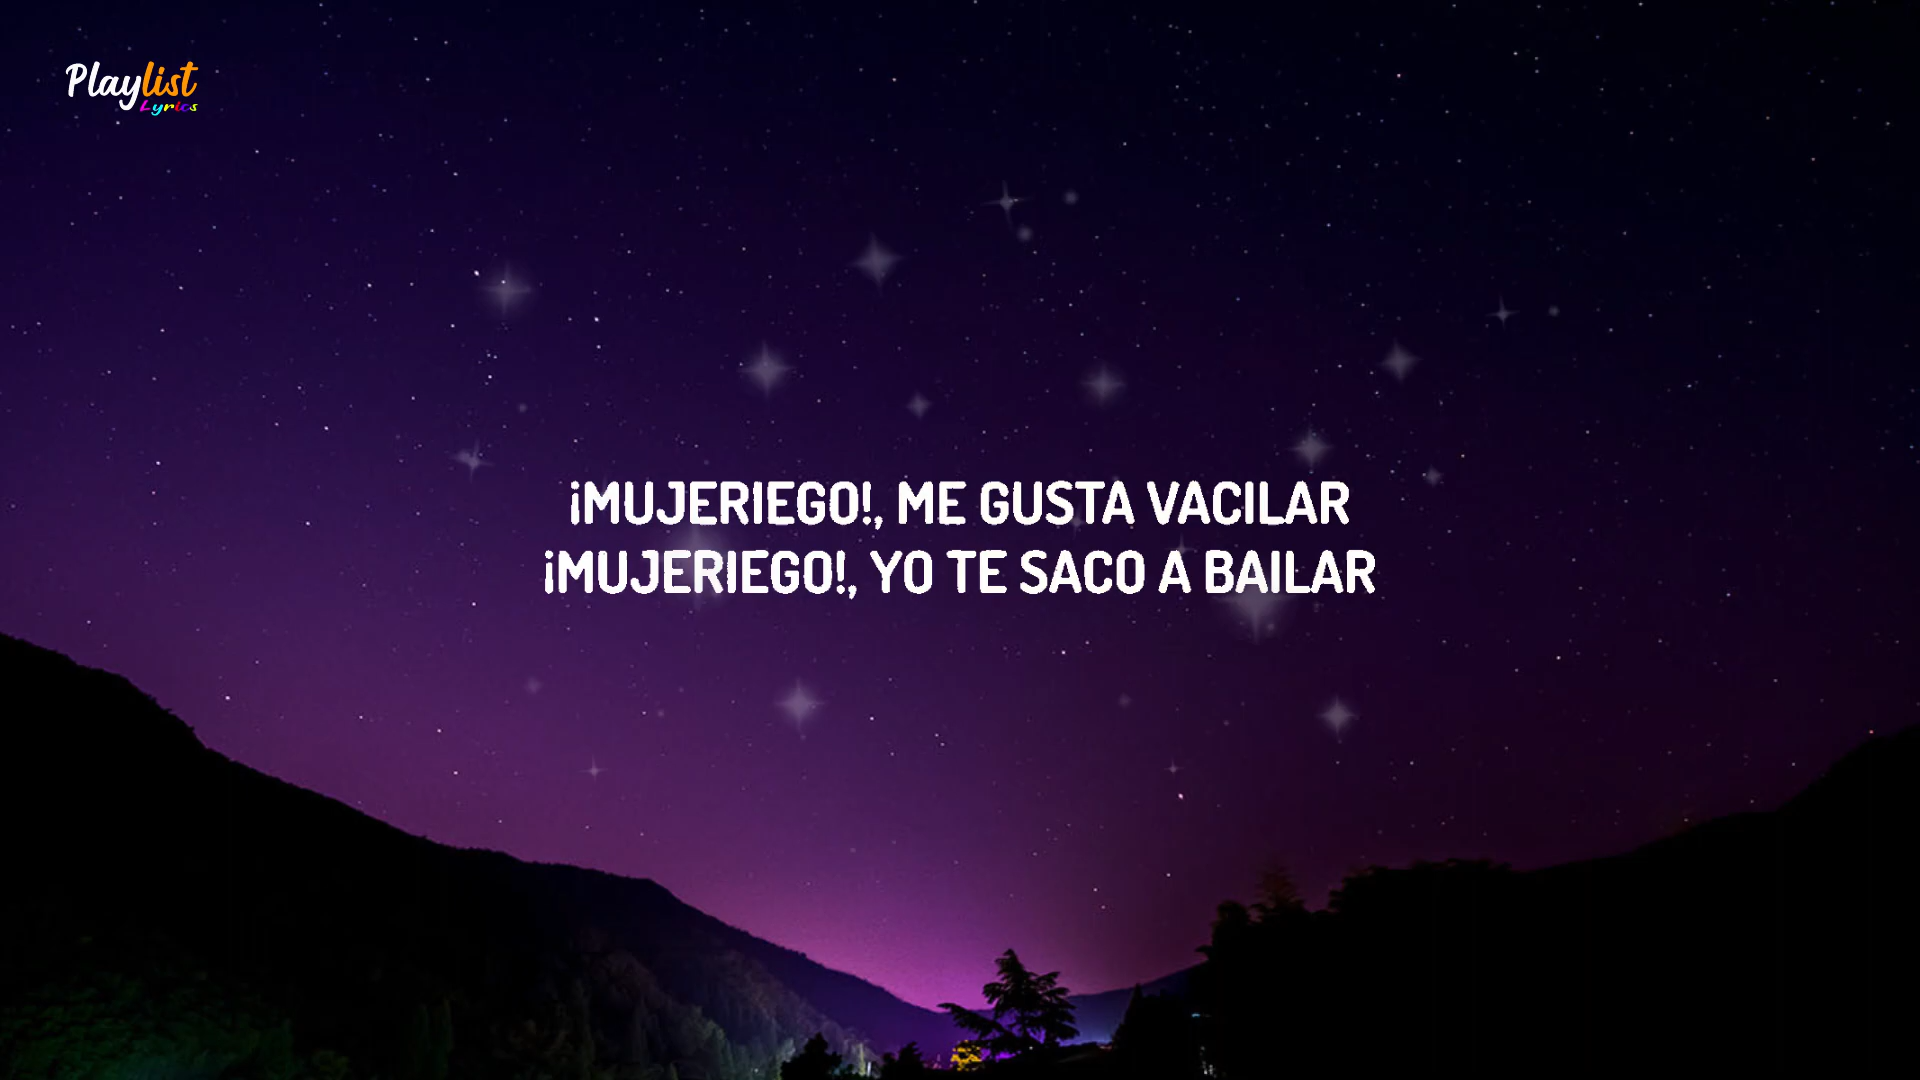 Playlist
Lyrics
¡MUJERIEGO!, ME GUSTA VACILAR
¡MUJERIEGO!, YO TE SACO A BAILAR